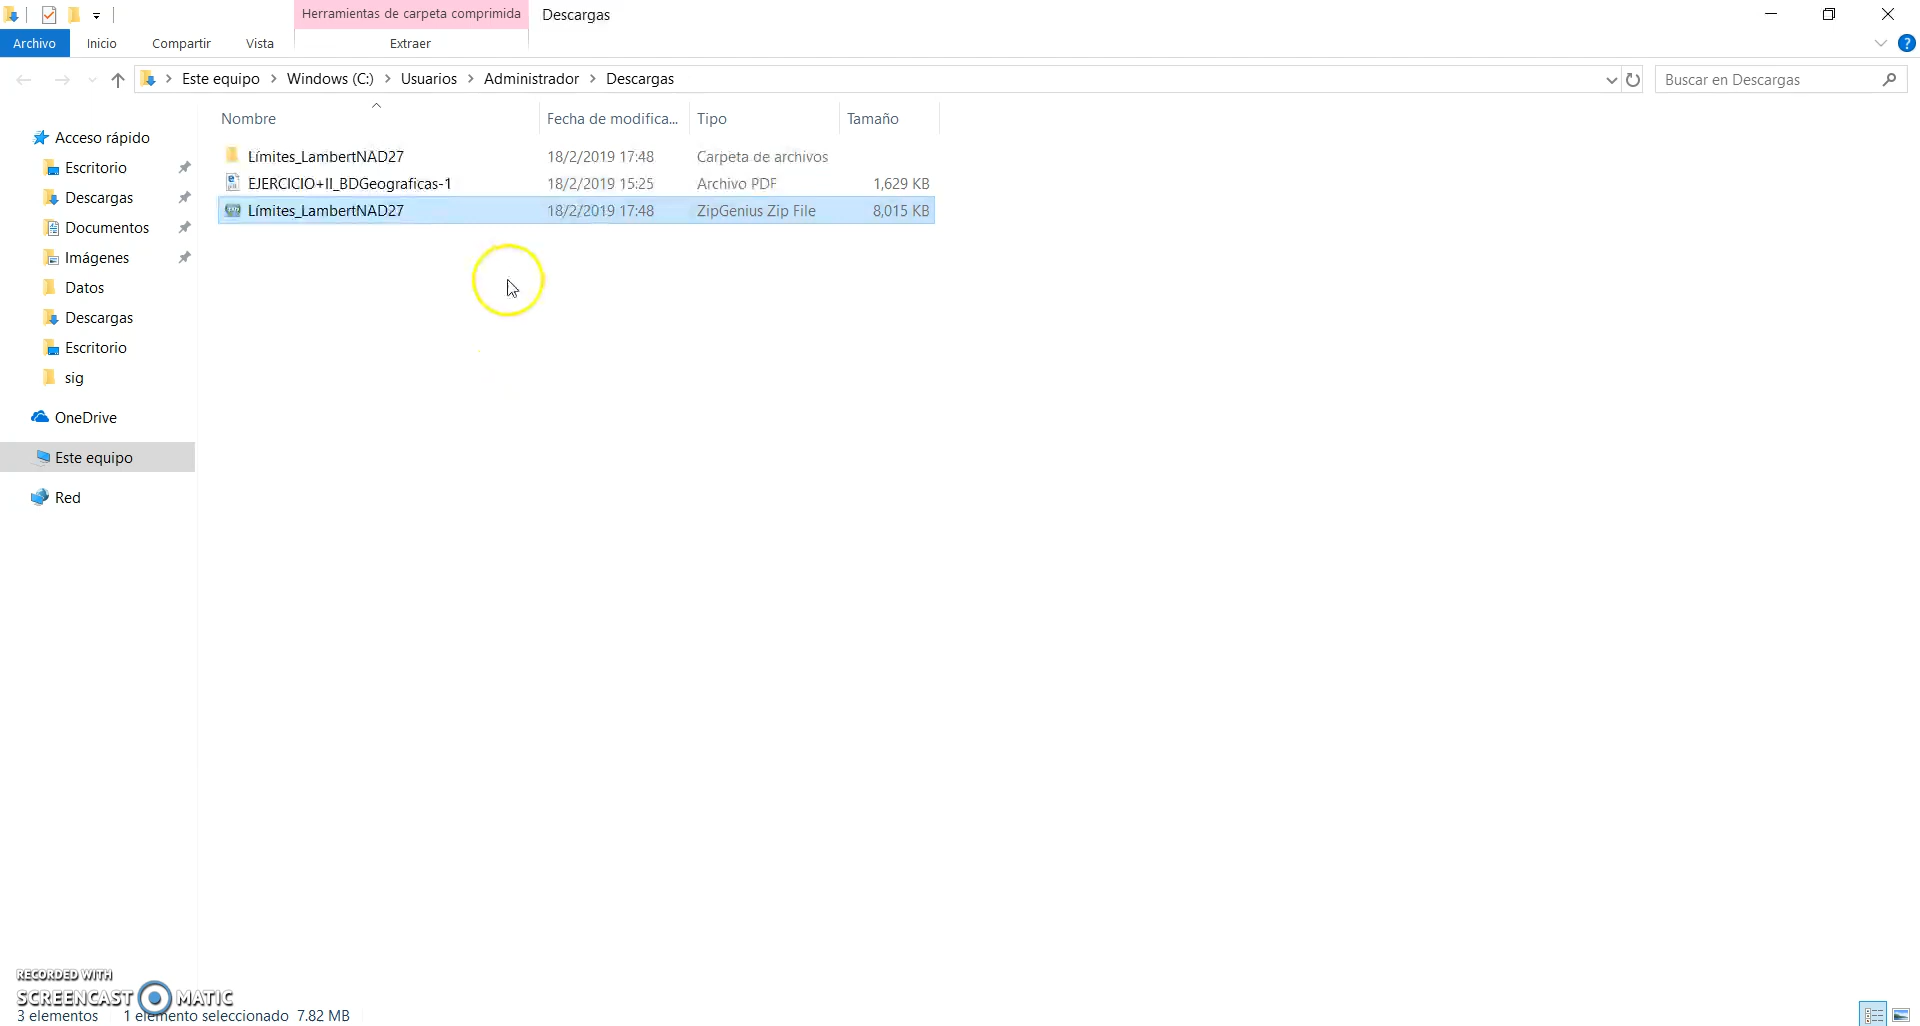 Herramientas de carpeta comprimida Descargas
Archivo Inicio Compartir Vista Extraer
Este equipo Windows (C:) Usuarios Administrador Descargas Buscar en Descargas
Nombre Fecha de modifica... Tipo Tamaño
Límites_LambertNAD27 18/2/2019 17:48 Carpeta de archivos
EJERCICIO+II_BDGeograficas-1 18/2/2019 15:25 Archivo PDF 1,629 KB
Límites_LambertNAD27 18/2/2019 17:48 ZipGenius Zip File 8,015 KB
Acceso rápido
Escritorio
Descargas
Documentos
Imágenes
Datos
Descargas
Escritorio
sig
OneDrive
Este equipo
Red
RECORDED WITH
SCREENCAST MATIC
3 elementos 1 elemento seleccionado 7.82 MB